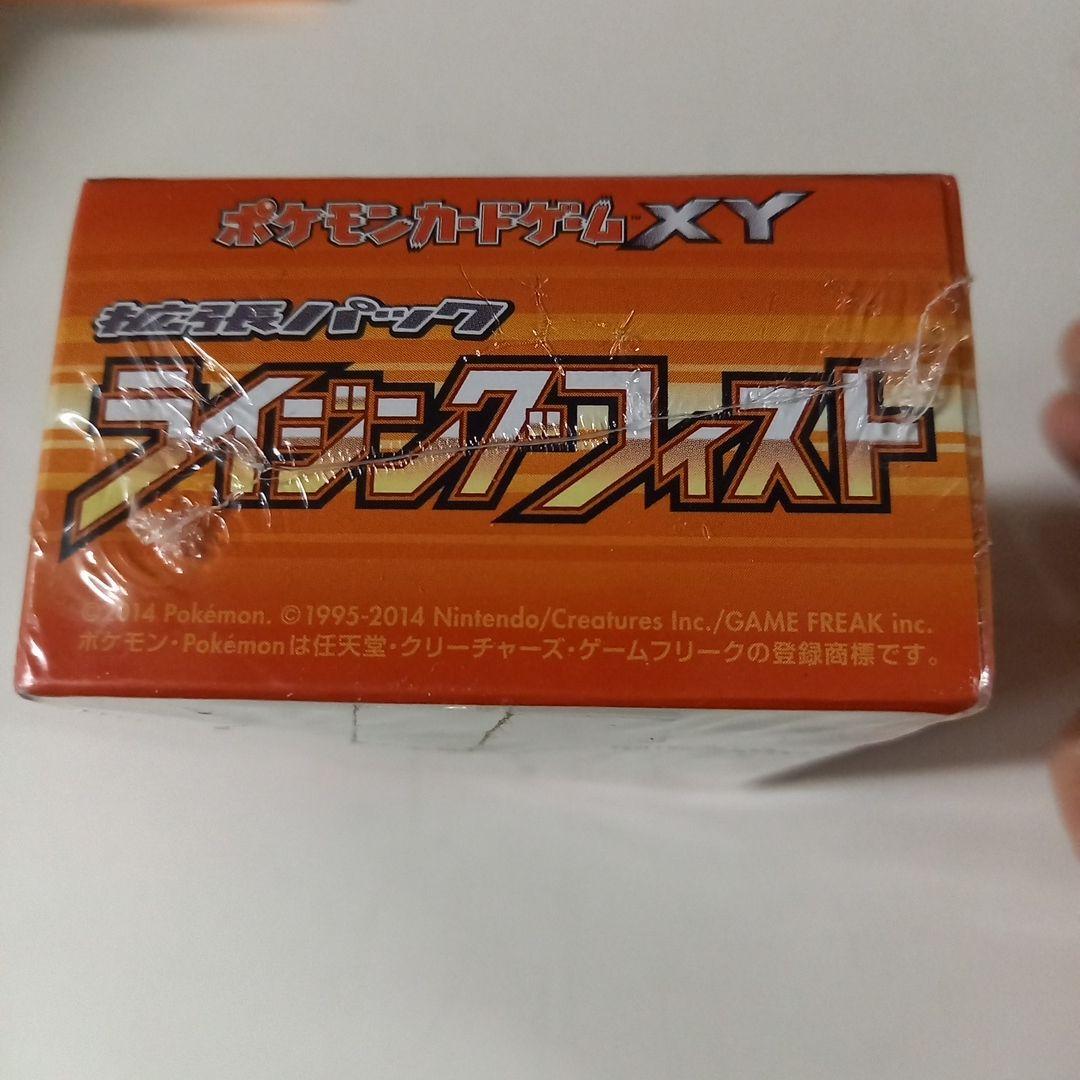 ポケモンカードゲーム™XY
拡張パック
ライジングフィスト
©2014 Pokémon. ©1995-2014 Nintendo/Creatures Inc./GAME FREAK inc.
ポケモン・Pokémonは任天堂・クリーチャーズ・ゲームフリークの登録商標です。